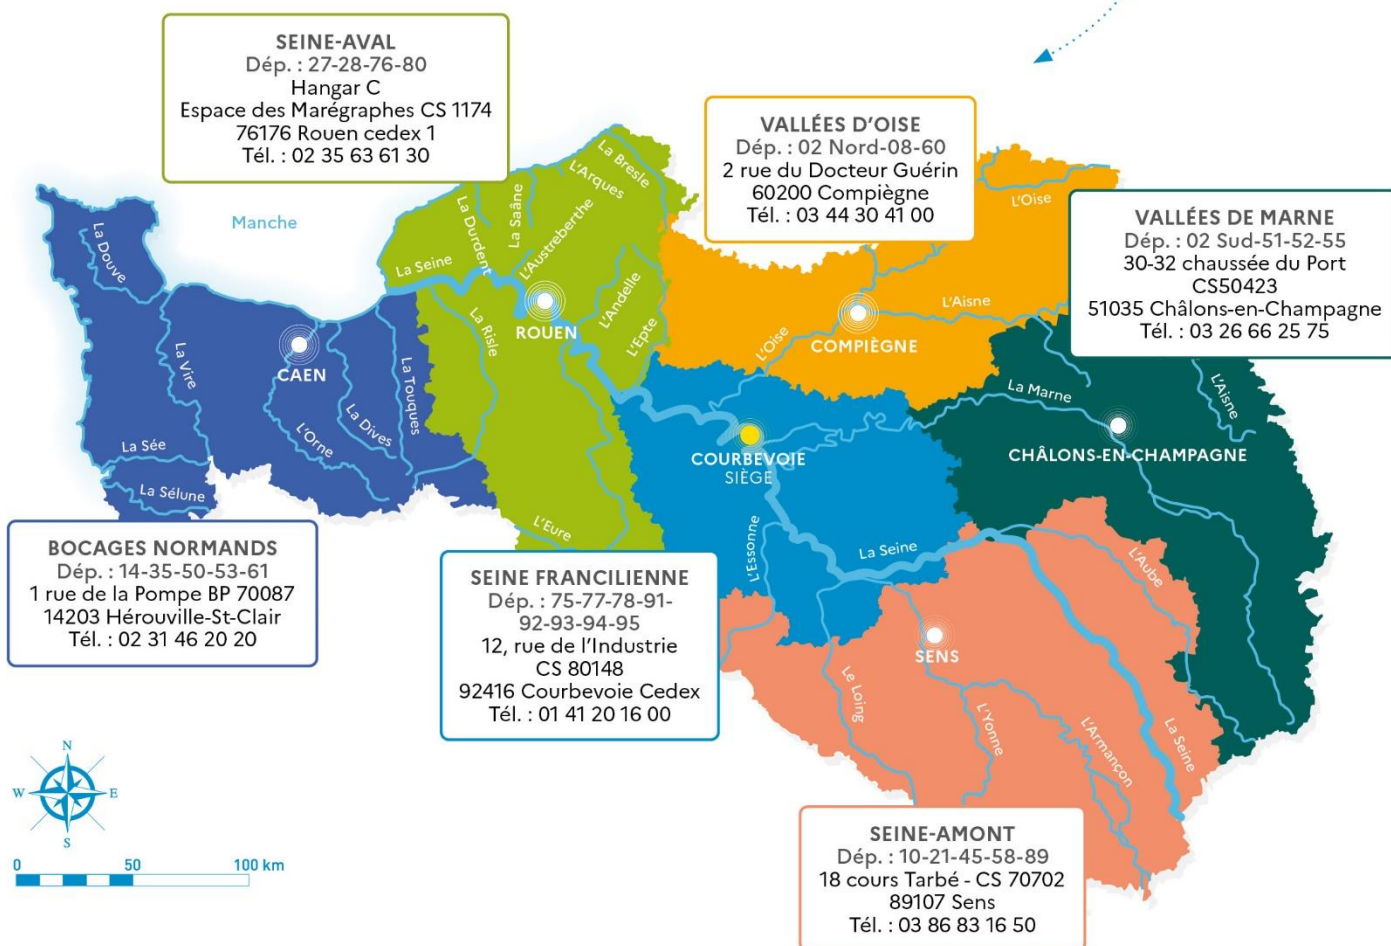 SEINE-AVAL
Dép. : 27-28-76-80
Hangar C
Espace des Marégraphes CS 1174
76176 Rouen cedex 1
Tél. : 02 35 63 61 30
VALLÉES D'OISE
Dép. : 02 Nord-08-60
2 rue du Docteur Guérin
60200 Compiègne
Tél. : 03 44 30 41 00
VALLÉES DE MARNE
Dép. : 02 Sud-51-52-55
30-32 chaussée du Port
CS50423
51035 Châlons-en-Champagne
Tél. : 03 26 66 25 75
Manche
La Douve
La Vire
La Sée
La Sélune
CAEN
L'Orne
La Dives
La Touques
La Seine
La Durdent
La Saâne
L'Austreberthe
L'Arques
La Bresle
ROUEN
La Risle
L'Andelle
L'Epte
L'Eure
L'Oise
L'Oise
L'Aisne
COMPIÈGNE
La Marne
L'Aisne
CHÂLONS-EN-CHAMPAGNE
COURBEVOIE
SIÈGE
L'Essonne
La Seine
L'Aube
SENS
Le Loing
L'Yonne
L'Armançon
La Seine
BOCAGES NORMANDS
Dép. : 14-35-50-53-61
1 rue de la Pompe BP 70087
14203 Hérouville-St-Clair
Tél. : 02 31 46 20 20
SEINE FRANCILIENNE
Dép. : 75-77-78-91-
92-93-94-95
12, rue de l'Industrie
CS 80148
92416 Courbevoie Cedex
Tél. : 01 41 20 16 00
SEINE-AMONT
Dép. : 10-21-45-58-89
18 cours Tarbé - CS 70702
89107 Sens
Tél. : 03 86 83 16 50
N
W E
S
0 50 100 km